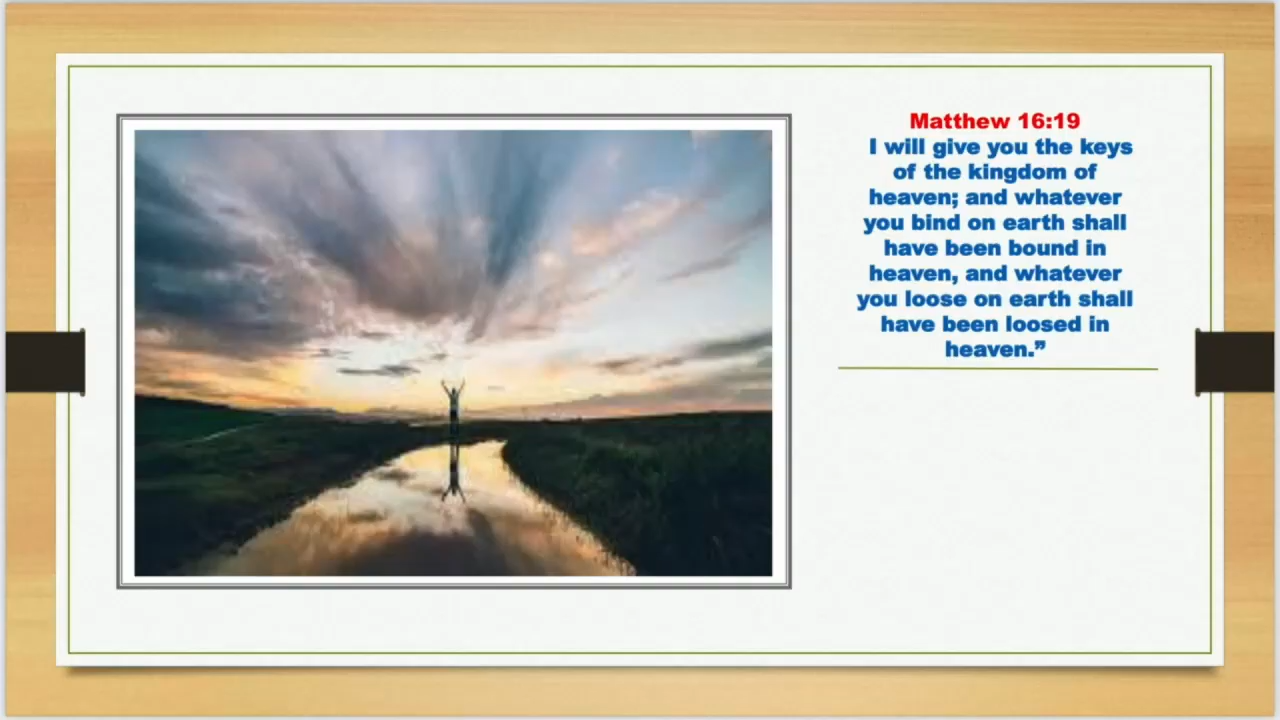 Matthew 16:19
I will give you the keys
of the kingdom of
heaven; and whatever
you bind on earth shall
have been bound in
heaven, and whatever
you loose on earth shall
have been loosed in
heaven.”